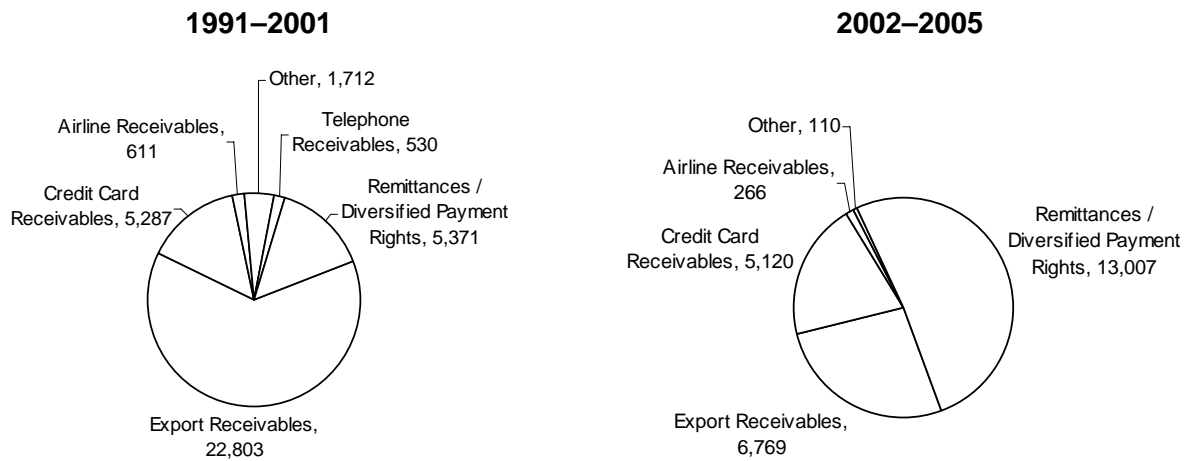 1991–2001
Other, 1,712
Telephone
Receivables, 530
Airline Receivables,
611
Credit Card
Receivables, 5,287
Remittances /
Diversified Payment
Rights, 5,371
Export Receivables,
22,803
2002–2005
Other, 110
Airline Receivables,
266
Credit Card
Receivables, 5,120
Remittances /
Diversified Payment
Rights, 13,007
Export Receivables,
6,769